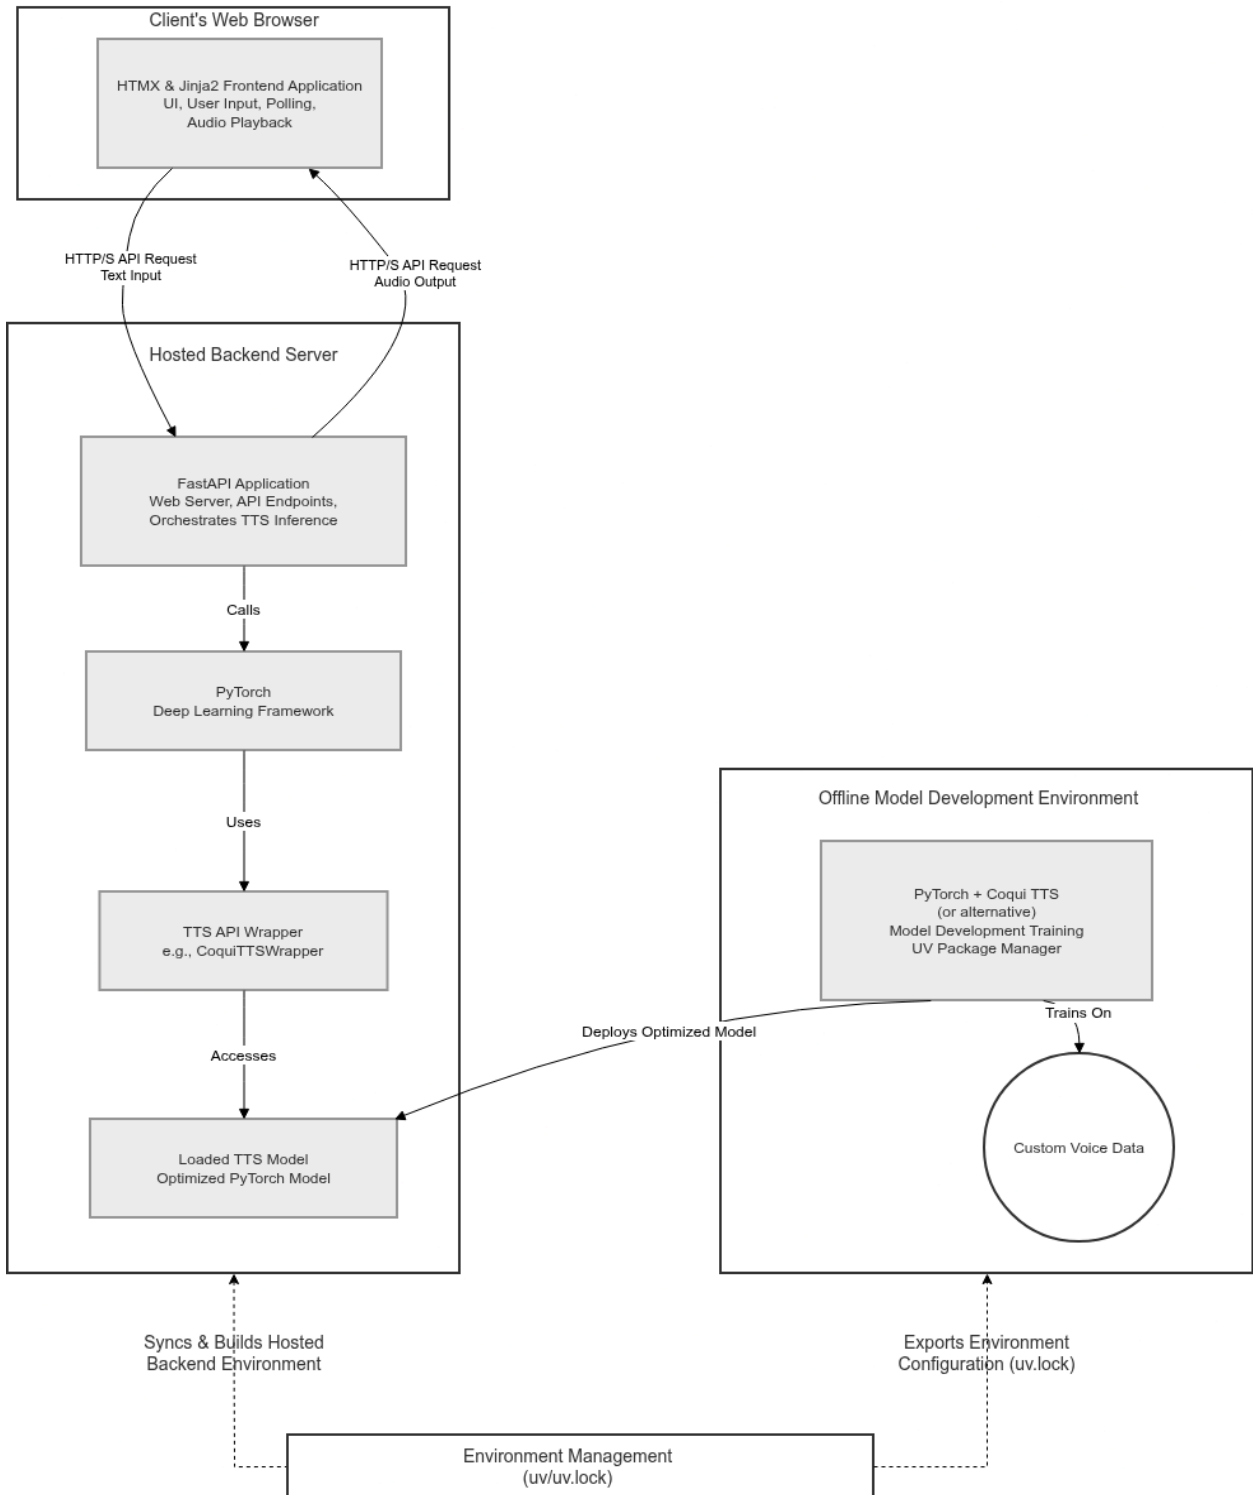 Client's Web Browser
HTMX & Jinja2 Frontend Application
UI, User Input, Polling,
Audio Playback
HTTP/S API Request
Text Input
HTTP/S API Request
Audio Output
Hosted Backend Server
FastAPI Application
Web Server, API Endpoints,
Orchestrates TTS Inference
Calls
PyTorch
Deep Learning Framework
Uses
TTS API Wrapper
e.g., CoquiTTSWrapper
Accesses
Loaded TTS Model
Optimized PyTorch Model
Offline Model Development Environment
PyTorch + Coqui TTS
(or alternative)
Model Development Training
UV Package Manager
Deploys Optimized Model
Trains On
Custom Voice Data
Syncs & Builds Hosted
Backend Environment
Exports Environment
Configuration (uv.lock)
Environment Management
(uv/uv.lock)